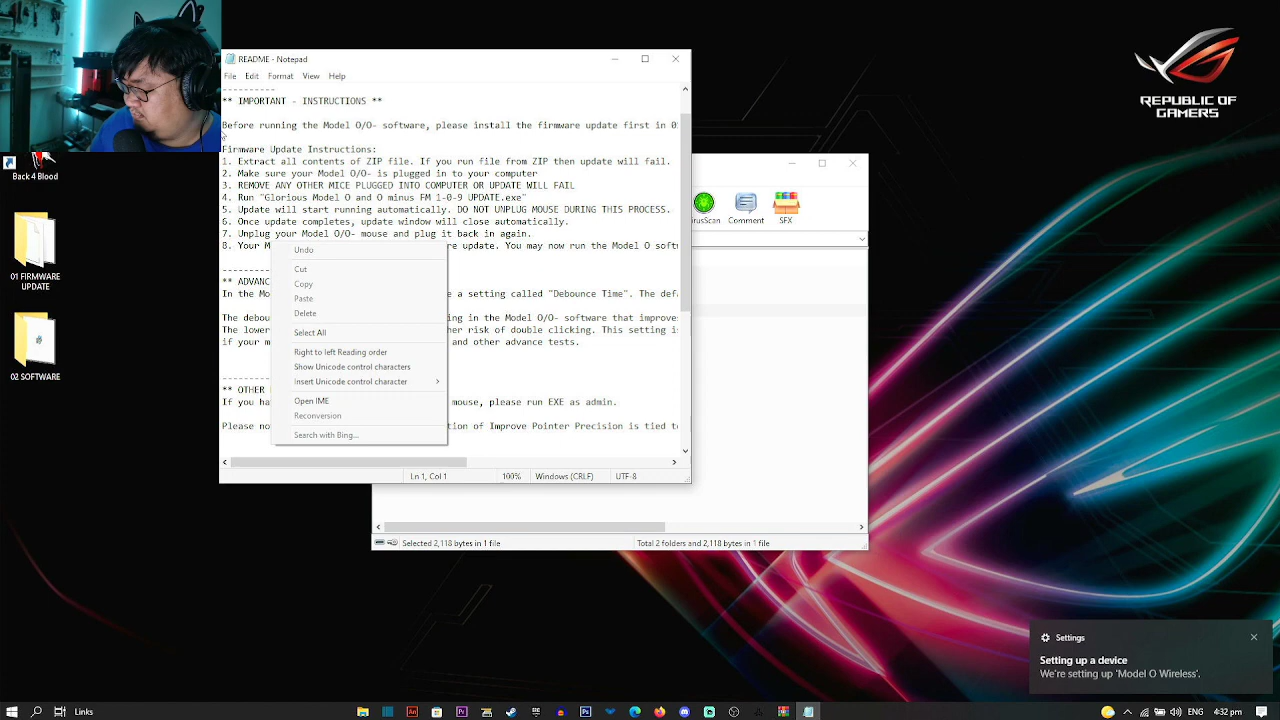 README - Notepad
File Edit Format View Help
** IMPORTANT - INSTRUCTIONS **
Before running the Model O/O- software, please install the firmware update first in 0
Firmware Update Instructions:
1. Extract all contents of ZIP file. If you run file from ZIP then update will fail.
2. Make sure your Model O/O- is plugged in to your computer
3. REMOVE ANY OTHER MICE PLUGGED INTO COMPUTER OR UPDATE WILL FAIL
4. Run "Glorious Model O and O minus FM 1-0-9 UPDATE.exe"
5. Update will start running automatically. DO NOT UNPLUG MOUSE DURING THIS PROCESS.
6. Once update completes, update window will close automatically.
7. Unplug your Model O/O- mouse and plug it back in again.
8. Your M re update. You may now run the Model O soft
** ADVANC
In the Mo e a setting called "Debounce Time". The def
The debou ing in the Model O/O- software that improves
The lower her risk of double clicking. This setting is
if your m and other advance tests.
** OTHER
If you ha mouse, please run EXE as admin.
Please no tion of Improve Pointer Precision is tied to
Undo
Cut
Copy
Paste
Delete
Select All
Right to left Reading order
Show Unicode control characters
Insert Unicode control character
Open IME
Reconversion
Search with Bing...
Ln 1, Col 1 100% Windows (CRLF) UTF-8
irusScan Comment SFX
Selected 2,118 bytes in 1 file Total 2 folders and 2,118 bytes in 1 file
REPUBLIC OF
GAMERS
Back 4 Blood
01 FIRMWARE
UPDATE
02 SOFTWARE
Settings
Setting up a device
We're setting up 'Model O Wireless'.
Links
ENG 4:32 pm